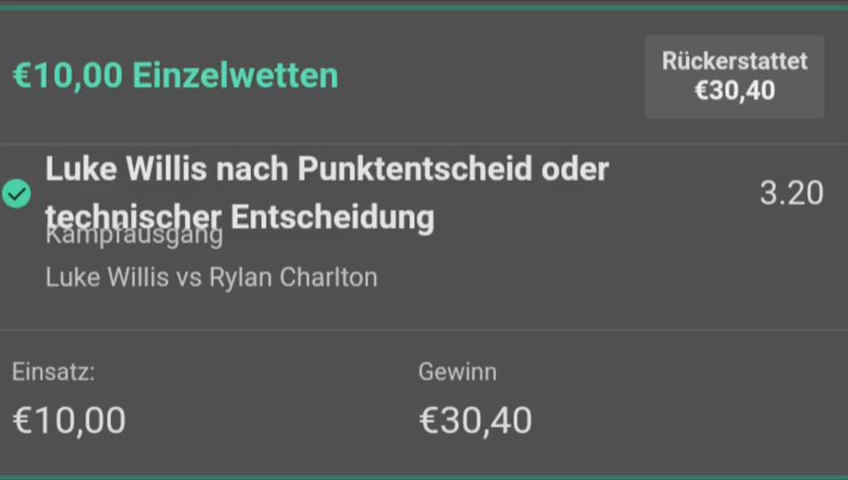 €10,00 Einzelwetten
Rückerstattet
€30,40
Luke Willis nach Punktentscheid oder
technischer Entscheidung
3.20
Kampfausgang
Luke Willis vs Rylan Charlton
Einsatz:
Gewinn
€10,00
€30,40